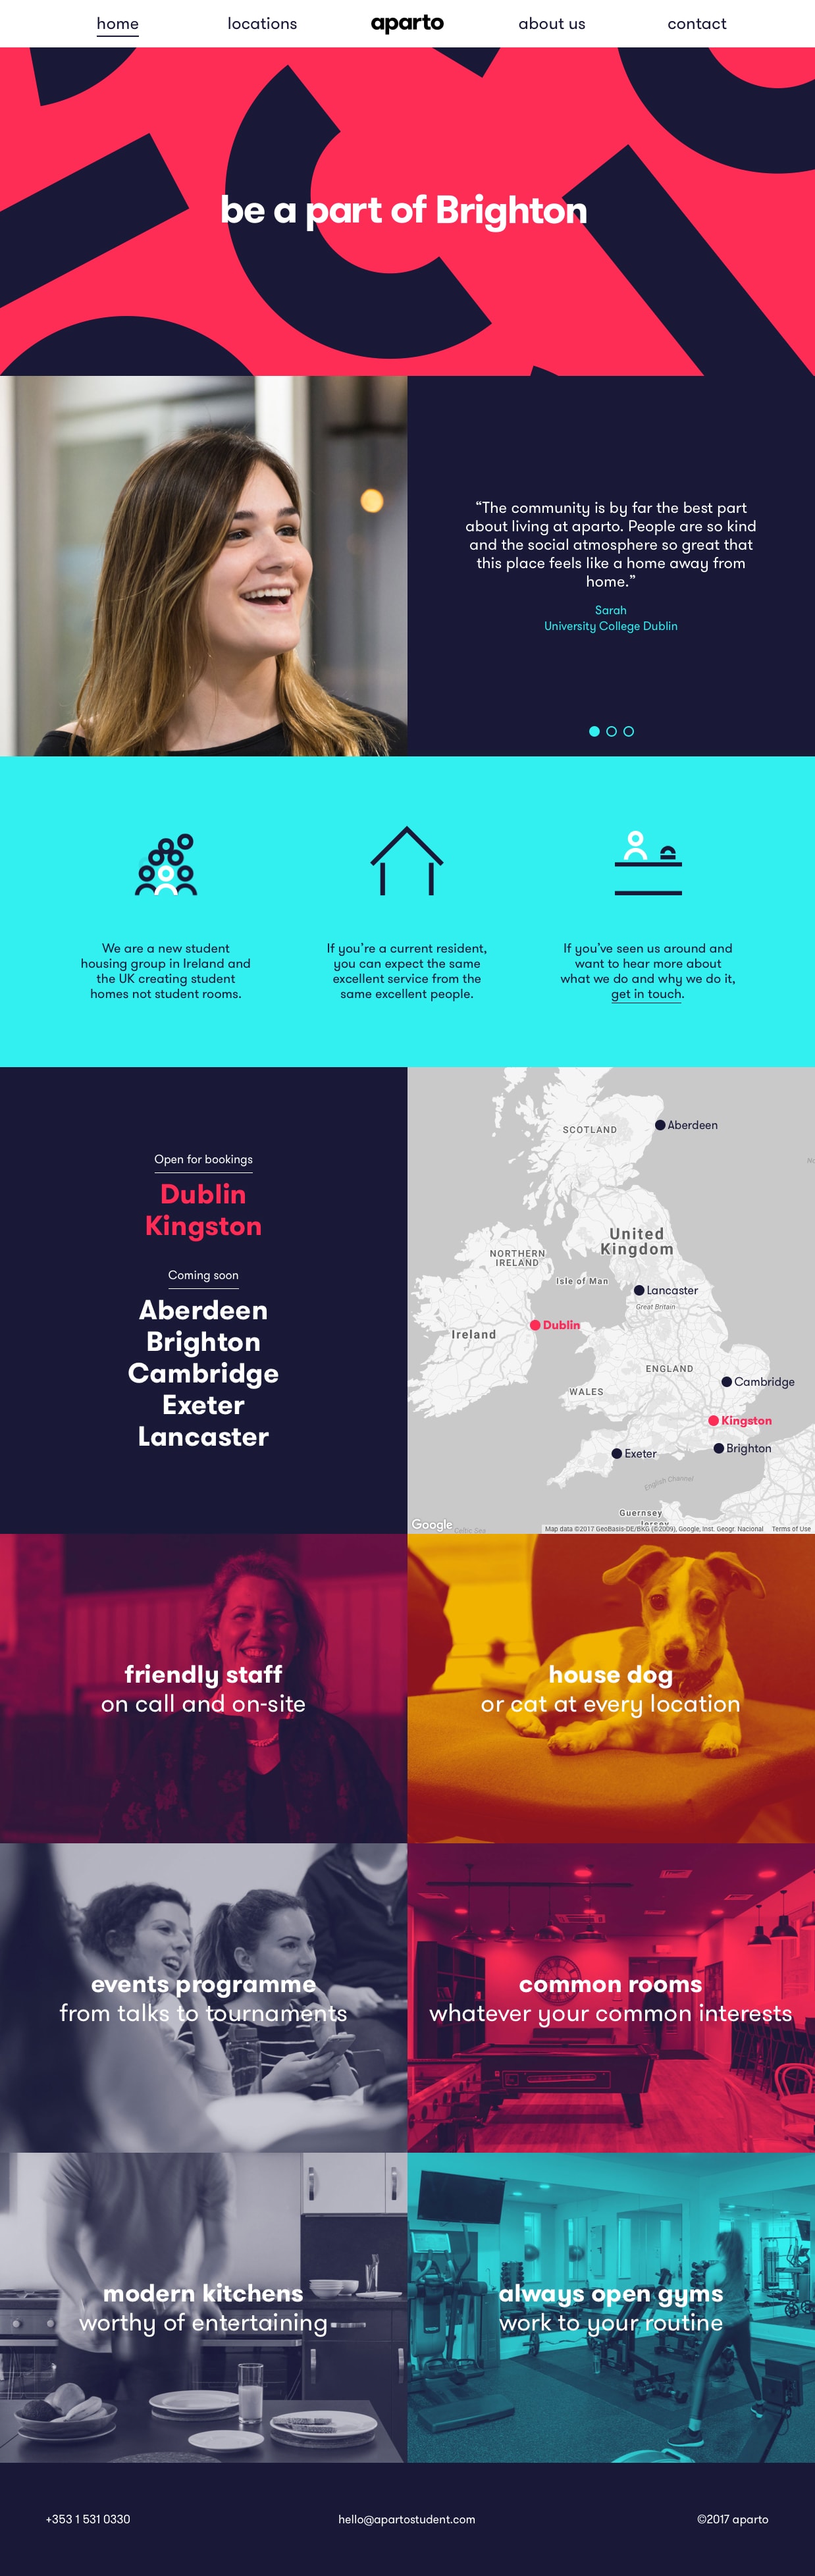 home
locations
aparto
about us
contact
be a part of Brighton
“The community is by far the best part
about living at aparto. People are so kind
and the social atmosphere so great that
this place feels like a home away from
home.”
Sarah
University College Dublin
We are a new student
housing group in Ireland and
the UK creating student
homes not student rooms.
If you’re a current resident,
you can expect the same
excellent service from the
same excellent people.
If you’ve seen us around and
want to hear more about
what we do and why we do it,
get in touch.
Open for bookings
Dublin
Kingston
Coming soon
Aberdeen
Brighton
Cambridge
Exeter
Lancaster
SCOTLAND
Aberdeen
United
Kingdom
NORTHERN
IRELAND
Isle of Man
Lancaster
Great Britain
Dublin
Ireland
ENGLAND
Cambridge
WALES
Kingston
Brighton
Exeter
English Channel
Guernsey
Jersey
Google
Celtic Sea
Map data ©2017 GeoBasis-DE/BKG (©2009), Google, Inst. Geogr. Nacional
Terms of Use
friendly staff
on call and on-site
house dog
or cat at every location
events programme
from talks to tournaments
common rooms
whatever your common interests
modern kitchens
worthy of entertaining
always open gyms
work to your routine
+353 1 531 0330
hello@apartostudent.com
©2017 aparto